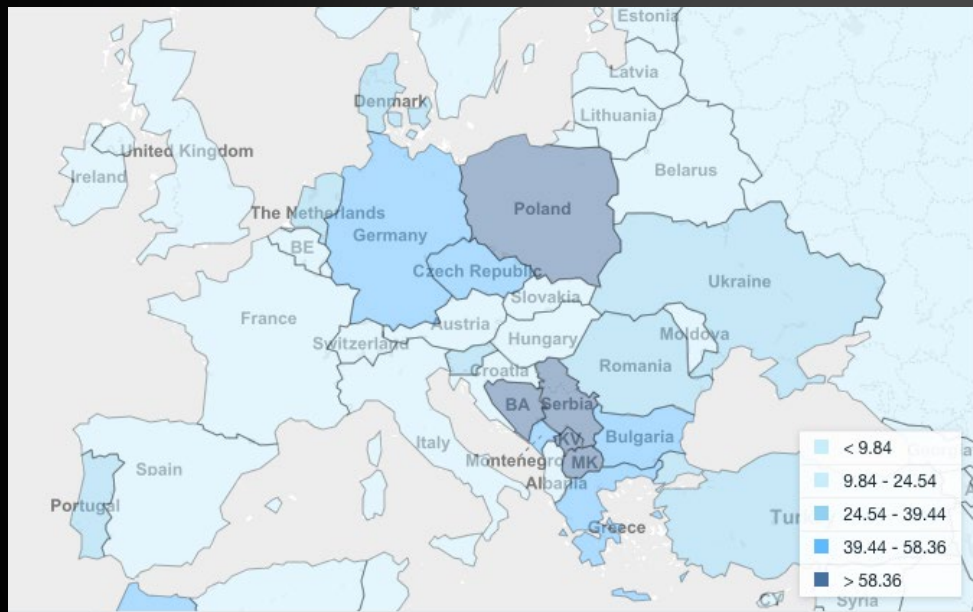 Estonia
Latvia
Denmark
Lithuania
United Kingdom
Ireland
Belarus
The Netherlands
Poland
Germany
BE
Czech Republic
Ukraine
Slovakia
France
Austria
Moldova
Switzerland
Hungary
Romania
Croatia
BA
Serbia
Bulgaria
KV
Italy
Montenegro
MK
Spain
Albania
Portugal
Greece
Georgia
< 9.84
9.84 - 24.54
24.54 - 39.44
39.44 - 58.36
> 58.36
Syria